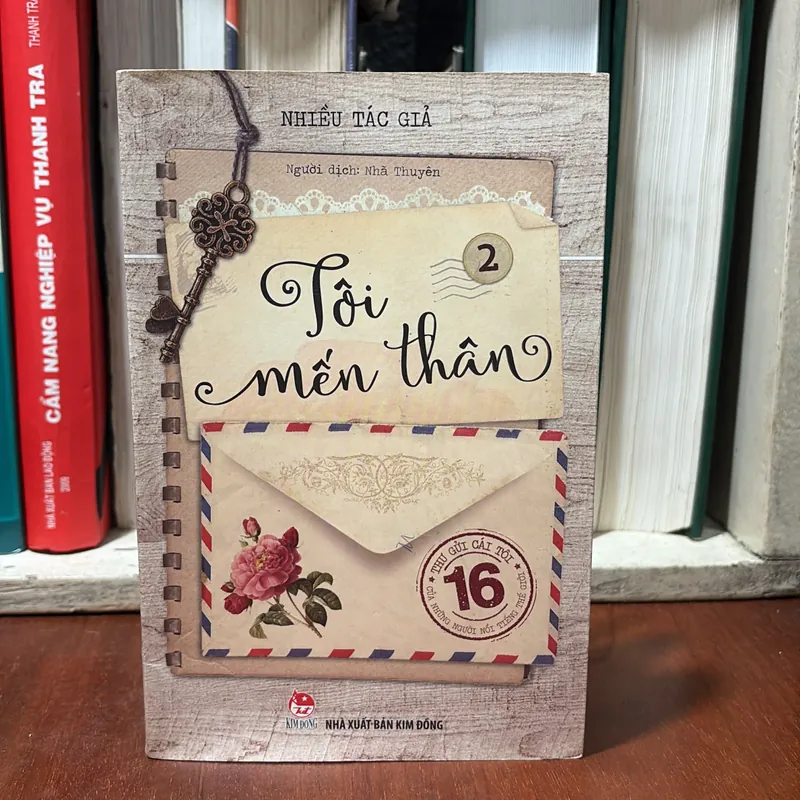 NHIỀU TÁC GIẢ
Người dịch: Nhã Thuyên
2
Tôi
mến thân
THƯ GỬI CÁI TÔI
16
CỦA NHỮNG NGƯỜI NỔI TIẾNG THẾ GIỚI
KIM ĐỒNG
NHÀ XUẤT BẢN KIM ĐỒNG
THANH TRA
CẨM NANG NGHIỆP VỤ THANH TRA
NHÀ XUẤT BẢN LAO ĐỘNG